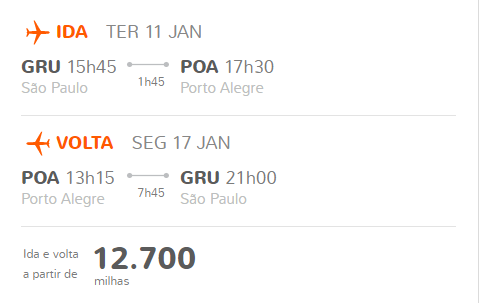 IDA TER 11 JAN
GRU 15h45 POA 17h30
São Paulo 1h45 Porto Alegre
VOLTA SEG 17 JAN
POA 13h15 GRU 21h00
Porto Alegre 7h45 São Paulo
Ida e volta
a partir de 12.700
milhas